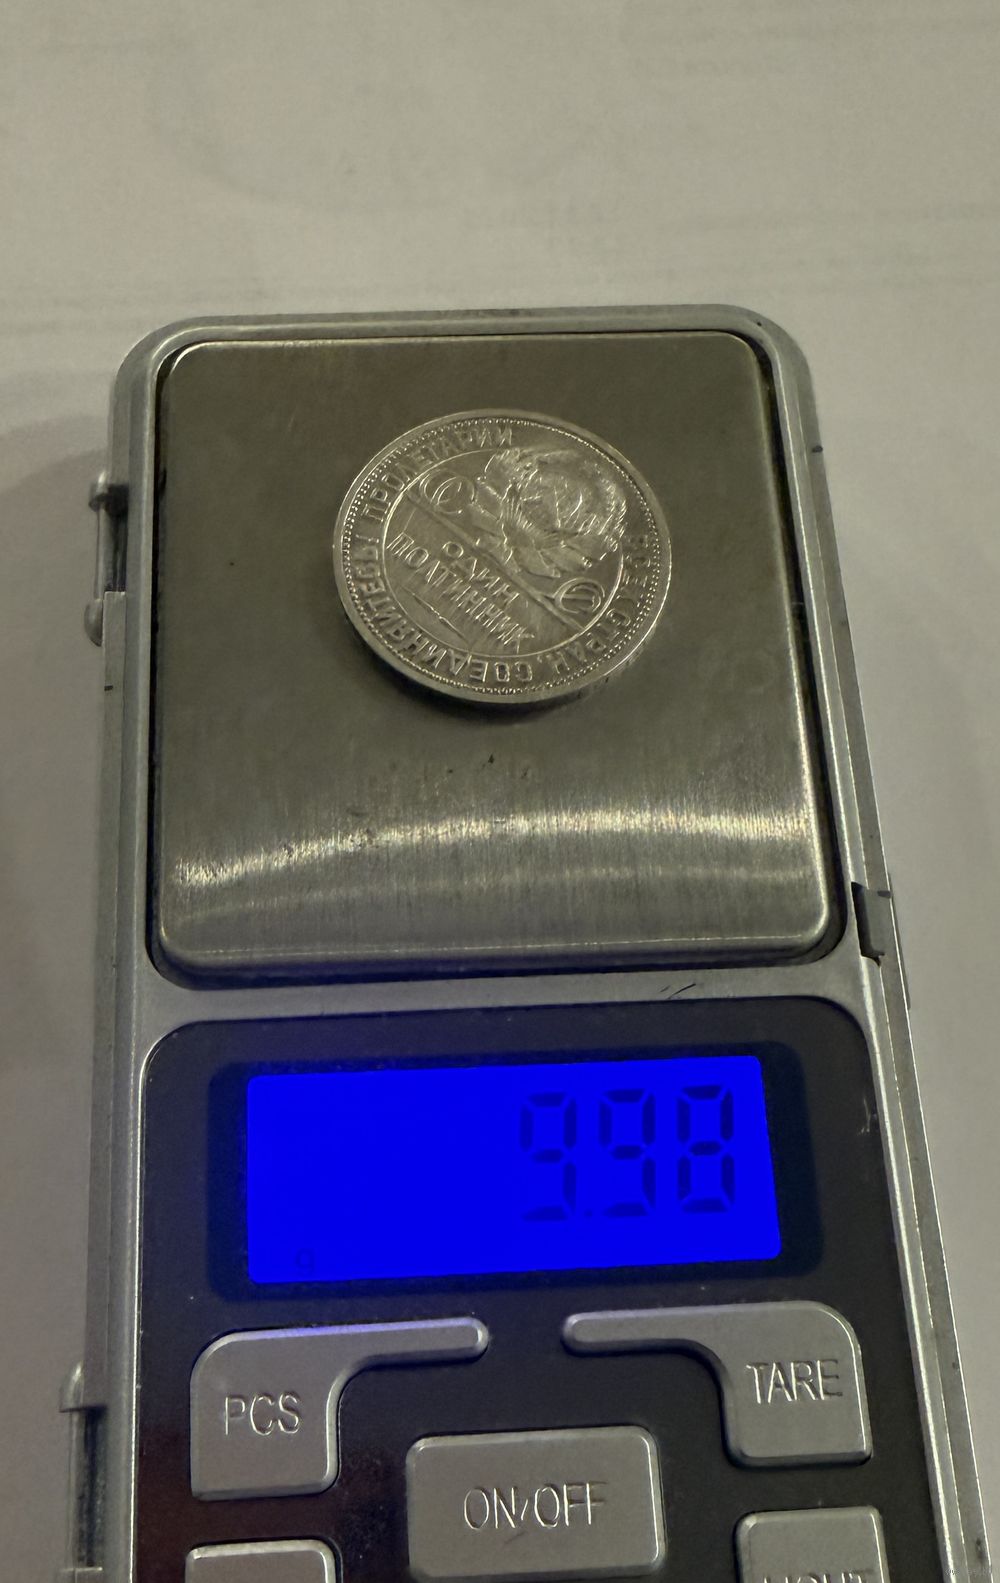 ПРОЛЕТАРИИ ВСЕХ СТРАН, СОЕДИНЯЙТЕСЬ!
ОДИН
ПОЛТИННИК
9.98
g
PCS
TARE
ON/OFF